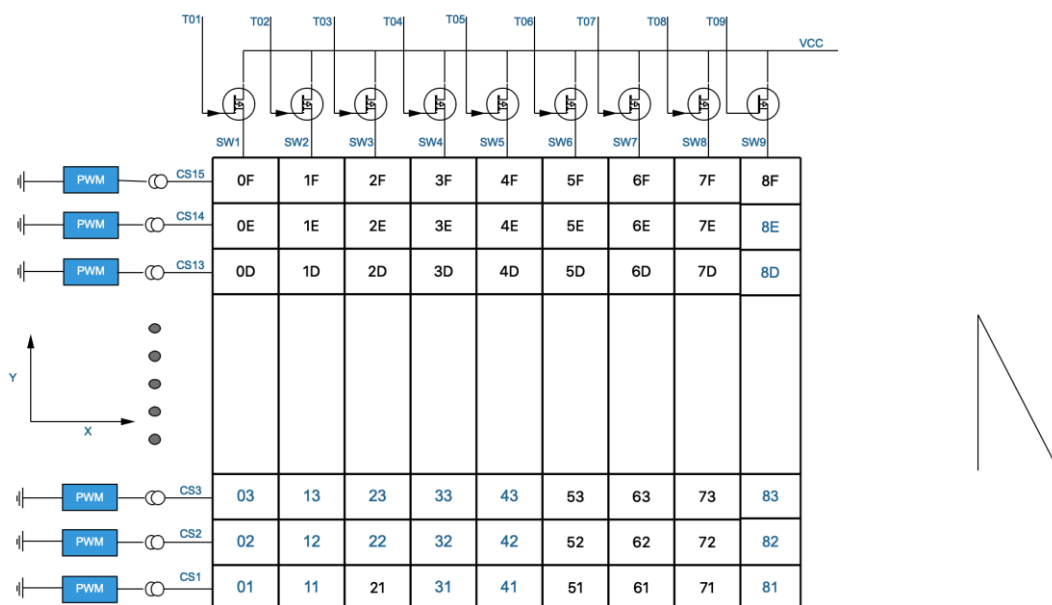 T01 T02 T03 T04 T05 T06 T07 T08 T09
VCC
SW1 SW2 SW3 SW4 SW5 SW6 SW7 SW8 SW9
PWM CS15 0F 1F 2F 3F 4F 5F 6F 7F 8F
PWM CS14 0E 1E 2E 3E 4E 5E 6E 7E 8E
PWM CS13 0D 1D 2D 3D 4D 5D 6D 7D 8D
Y
X
PWM CS3 03 13 23 33 43 53 63 73 83
PWM CS2 02 12 22 32 42 52 62 72 82
PWM CS1 01 11 21 31 41 51 61 71 81